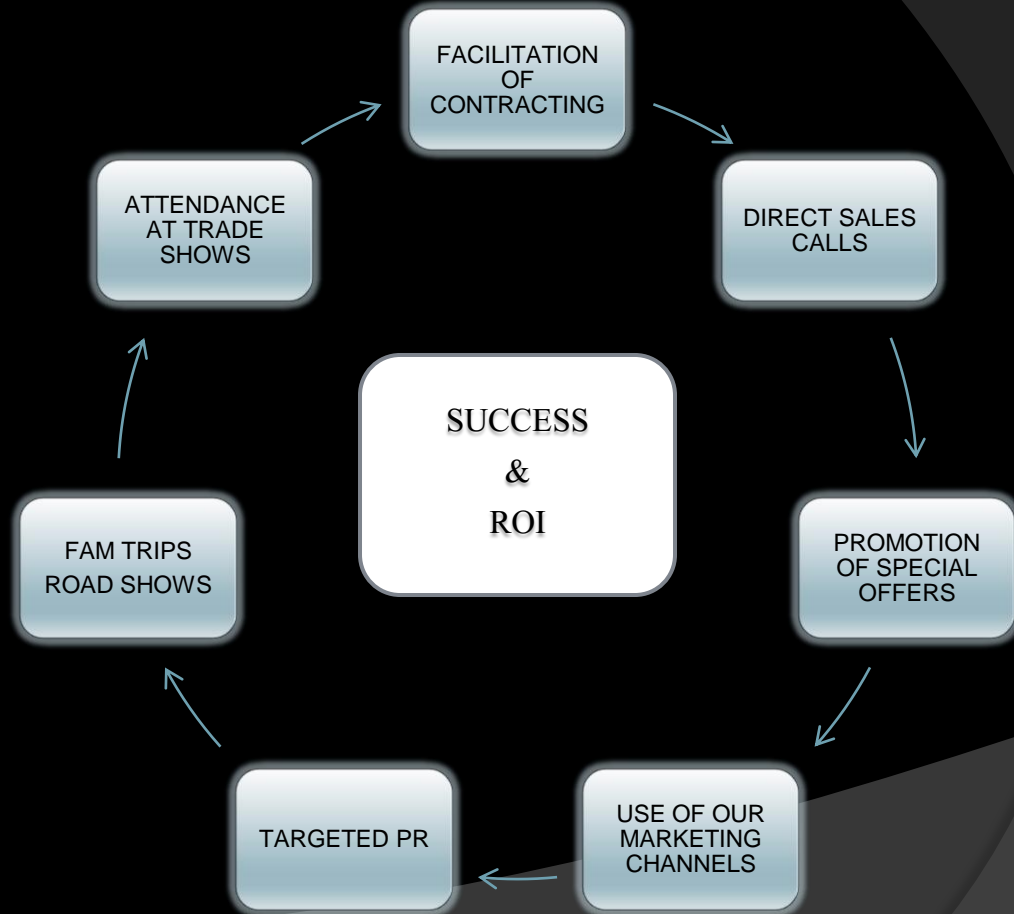 FACILITATION
OF
CONTRACTING
DIRECT SALES
CALLS
PROMOTION
OF SPECIAL
OFFERS
USE OF OUR
MARKETING
CHANNELS
TARGETED PR
FAM TRIPS
ROAD SHOWS
ATTENDANCE
AT TRADE
SHOWS
SUCCESS
&
ROI